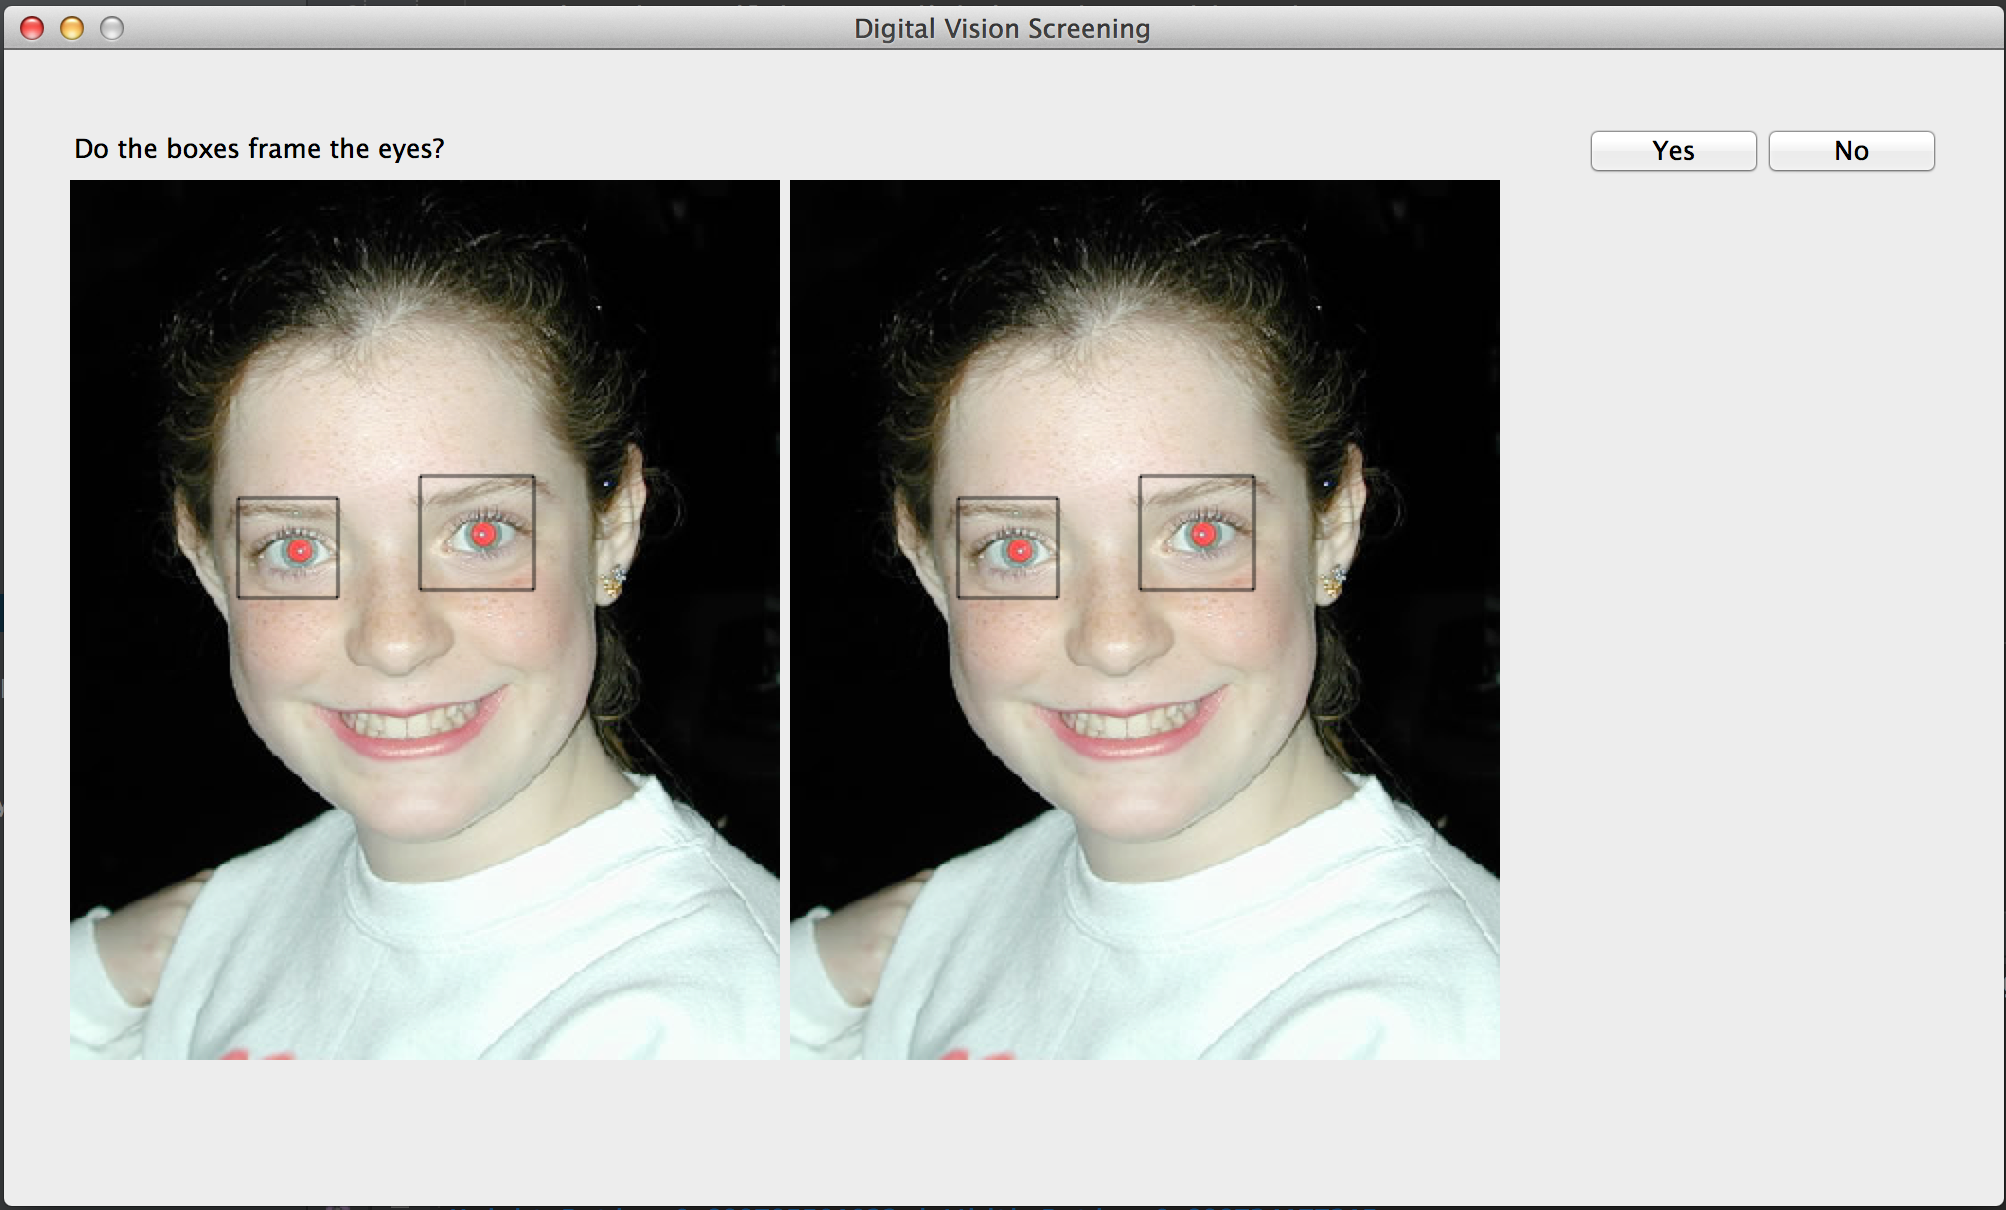 Digital Vision Screening
Do the boxes frame the eyes?
Yes
No